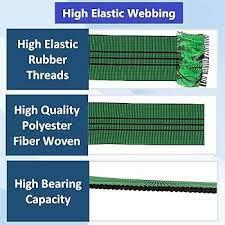 High Elastic Webbing
High Elastic
Rubber
Threads
High Quality
Polyester
Fiber Woven
High Bearing
Capacity